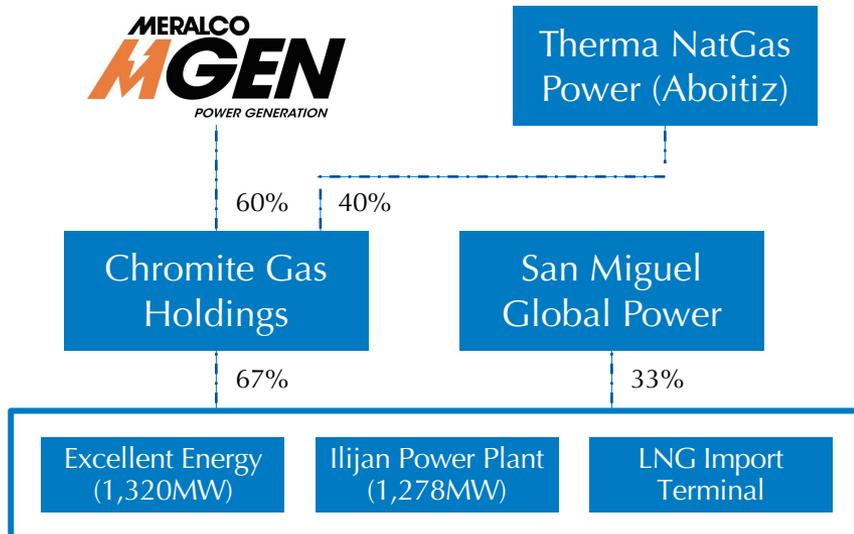 MERALCO
MGEN
POWER GENERATION
Therma NatGas
Power (Aboitiz)
60%
40%
Chromite Gas
Holdings
San Miguel
Global Power
67%
33%
Excellent Energy
(1,320MW)
Ilijan Power Plant
(1,278MW)
LNG Import
Terminal